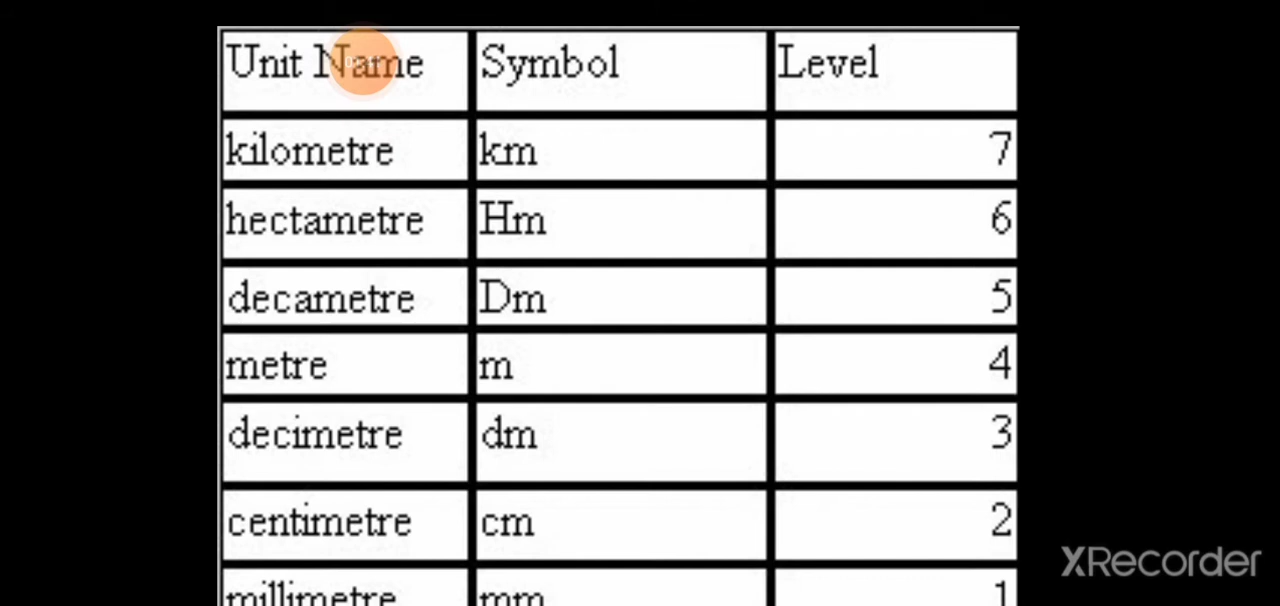 Unit Name Symbol Level
kilometre km 7
hectametre Hm 6
decametre Dm 5
metre m 4
decimetre dm 3
centimetre cm 2
millimetre mm 1
XRecorder